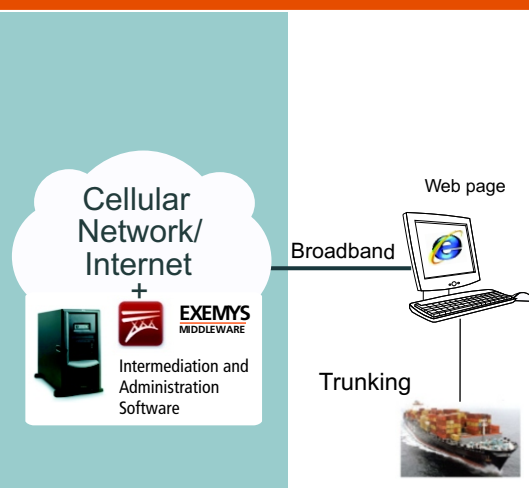 Cellular
Network/
Internet
+
EXEMYS
MIDDLEWARE
Intermediation and
Administration
Software
Broadband
Web page
Trunking